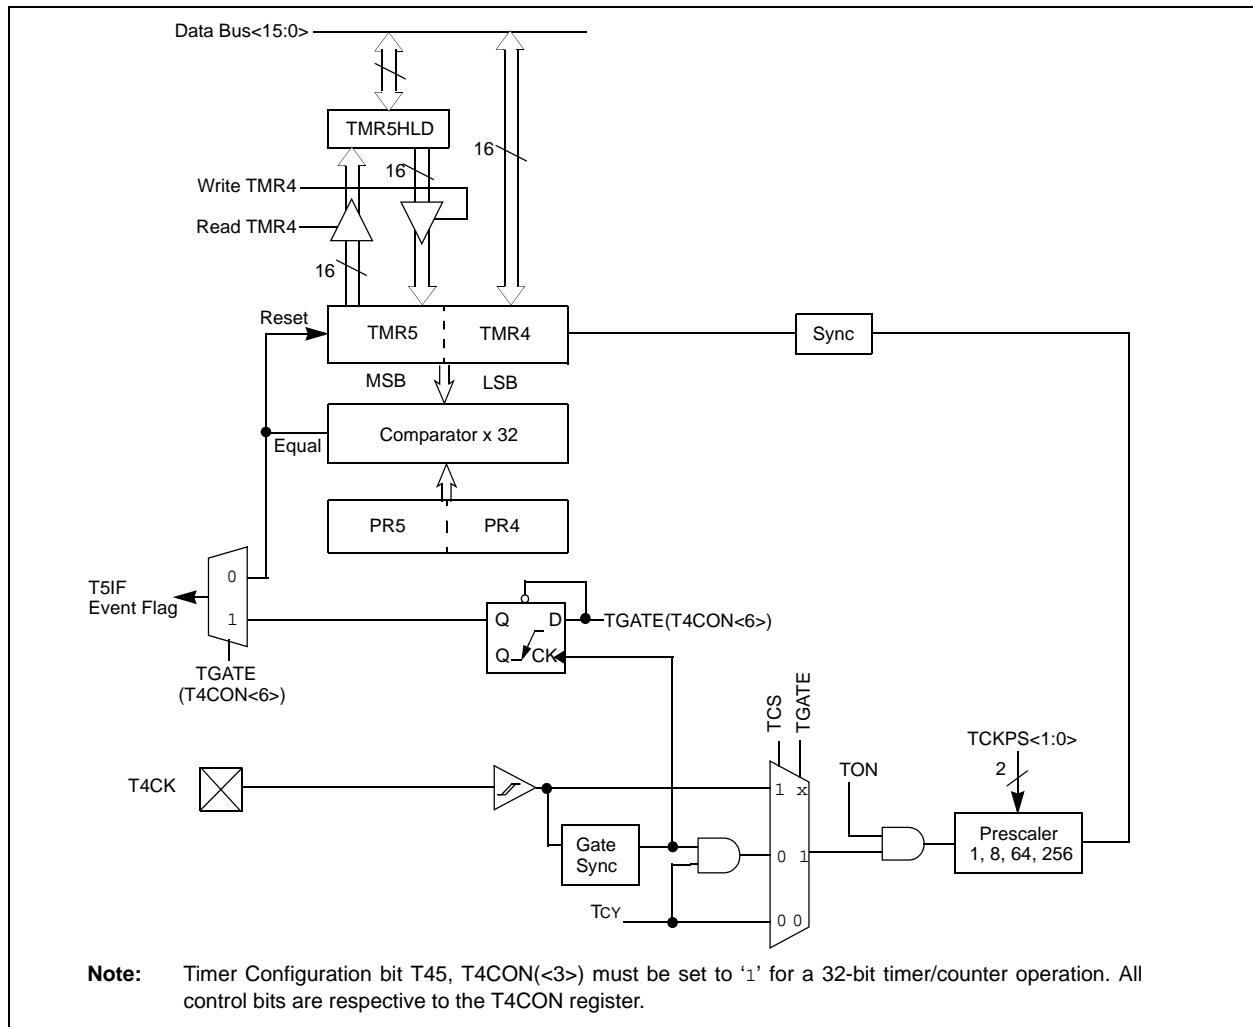 Data Bus<15:0>
TMR5HLD
16
16
Write TMR4
Read TMR4
16
Reset
TMR5
TMR4
Sync
MSB
LSB
Equal
Comparator x 32
PR5
PR4
0
T5IF
Event Flag
1
Q
D
TGATE(T4CON<6>)
Q
CK
TGATE
(T4CON<6>)
TCS
TGATE
TCKPS<1:0>
2
TON
T4CK
1 x
Prescaler
1, 8, 64, 256
Gate
Sync
0 1
TCY
0 0
Note: Timer Configuration bit T45, T4CON(<3>) must be set to ‘1’ for a 32-bit timer/counter operation. All
control bits are respective to the T4CON register.